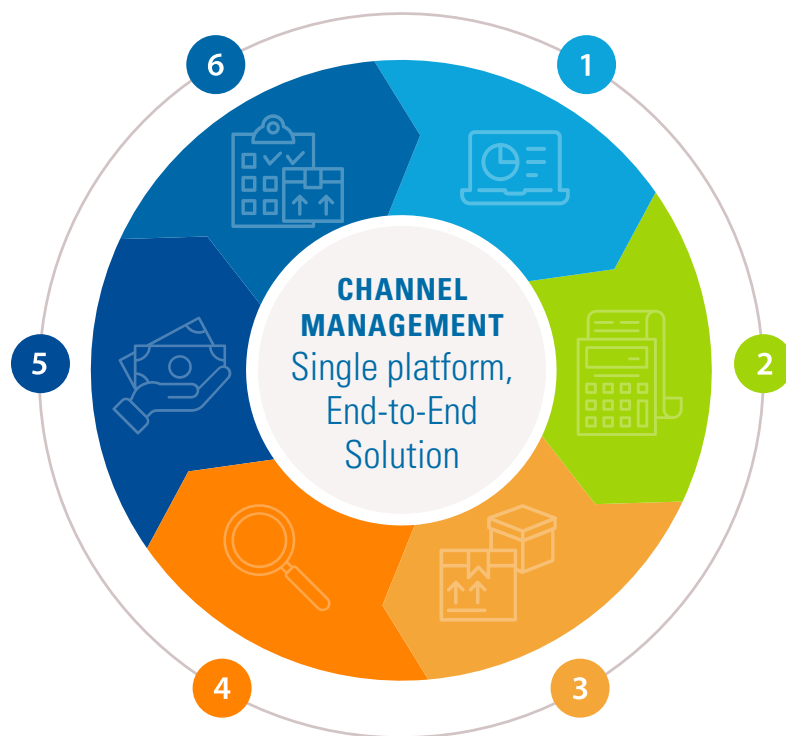 6
1
CHANNEL
MANAGEMENT
Single platform,
End-to-End
Solution
5
2
4
3